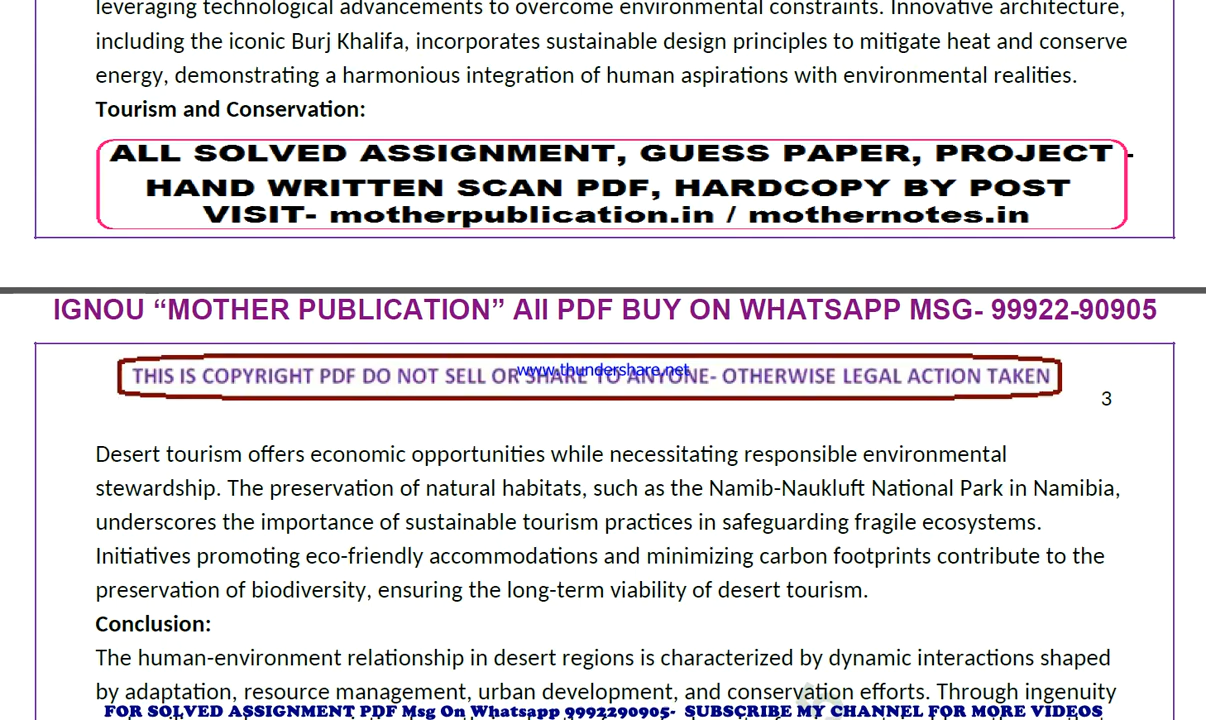 leveraging technological advancements to overcome environmental constraints. Innovative architecture,
including the iconic Burj Khalifa, incorporates sustainable design principles to mitigate heat and conserve
energy, demonstrating a harmonious integration of human aspirations with environmental realities.
Tourism and Conservation:
ALL SOLVED ASSIGNMENT, GUESS PAPER, PROJECT -
HAND WRITTEN SCAN PDF, HARDCOPY BY POST
VISIT- motherpublication.in / mothernotes.in
IGNOU “MOTHER PUBLICATION” All PDF BUY ON WHATSAPP MSG- 99922-90905
www.thundershare.net
THIS IS COPYRIGHT PDF DO NOT SELL OR SHARE TO ANYONE- OTHERWISE LEGAL ACTION TAKEN
3
Desert tourism offers economic opportunities while necessitating responsible environmental
stewardship. The preservation of natural habitats, such as the Namib-Naukluft National Park in Namibia,
underscores the importance of sustainable tourism practices in safeguarding fragile ecosystems.
Initiatives promoting eco-friendly accommodations and minimizing carbon footprints contribute to the
preservation of biodiversity, ensuring the long-term viability of desert tourism.
Conclusion:
The human-environment relationship in desert regions is characterized by dynamic interactions shaped
by adaptation, resource management, urban development, and conservation efforts. Through ingenuity
FOR SOLVED ASSIGNMENT PDF Msg On Whatsapp 9992290905- SUBSCRIBE MY CHANNEL FOR MORE VIDEOS